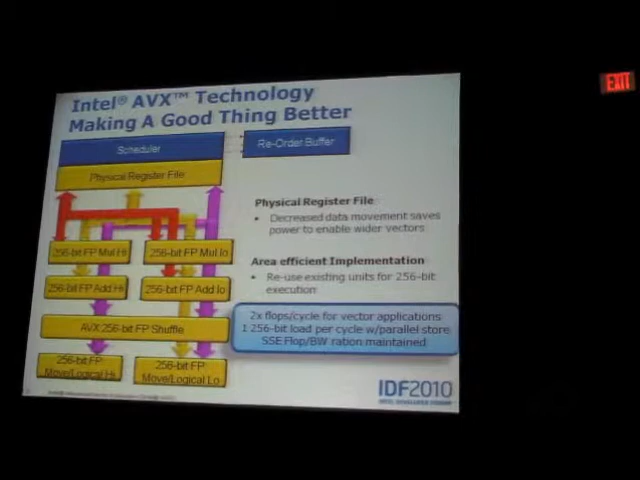 EXIT
Intel® AVX™ Technology
Making A Good Thing Better
Scheduler
Re-Order Buffer
Physical Register File
256-bit FP Mul Hi
256-bit FP Mul lo
256-bit FP Add Hi
256-bit FP Add lo
AVX 256-bit FP Shuffle
256-bit FP
Move/Logical Hi
256-bit FP
Move/Logical Lo
Physical Register File
• Decreased data movement saves
power to enable wider vectors
Area efficient Implementation
• Re-use existing units for 256-bit
execution
2x flops/cycle for vector applications
1 256-bit load per cycle w/parallel store
SSE Flop/BW ration maintained
IDF2010